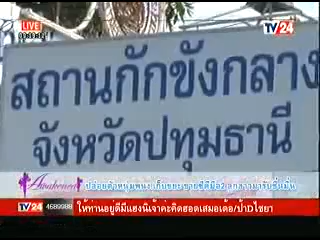 LIVE
TV24
สถานกักขังกลาง
จังหวัดปทุมธานี
Awakened
TV24 4689988 ให้ทานอยู่ดีมีแฮงนี้เจ้าค่ะคิดฮอดเสมอเด้อ/ป้าDไชยา